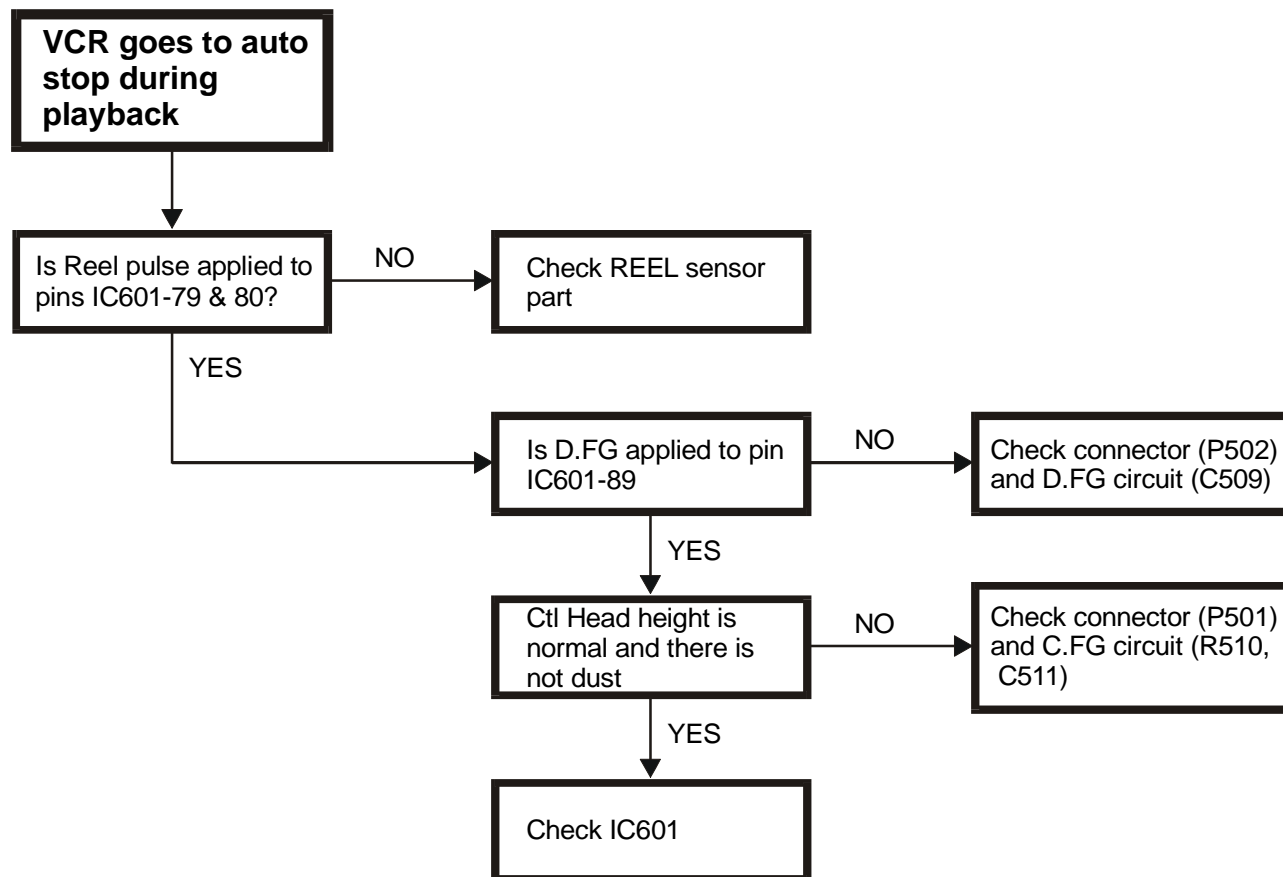 VCR goes to auto
stop during
playback
Is Reel pulse applied to
pins IC601-79 & 80?
NO
Check REEL sensor
part
YES
Is D.FG applied to pin
IC601-89
NO
Check connector (P502)
and D.FG circuit (C509)
YES
Ctl Head height is
normal and there is
not dust
NO
Check connector (P501)
and C.FG circuit (R510,
C511)
YES
Check IC601